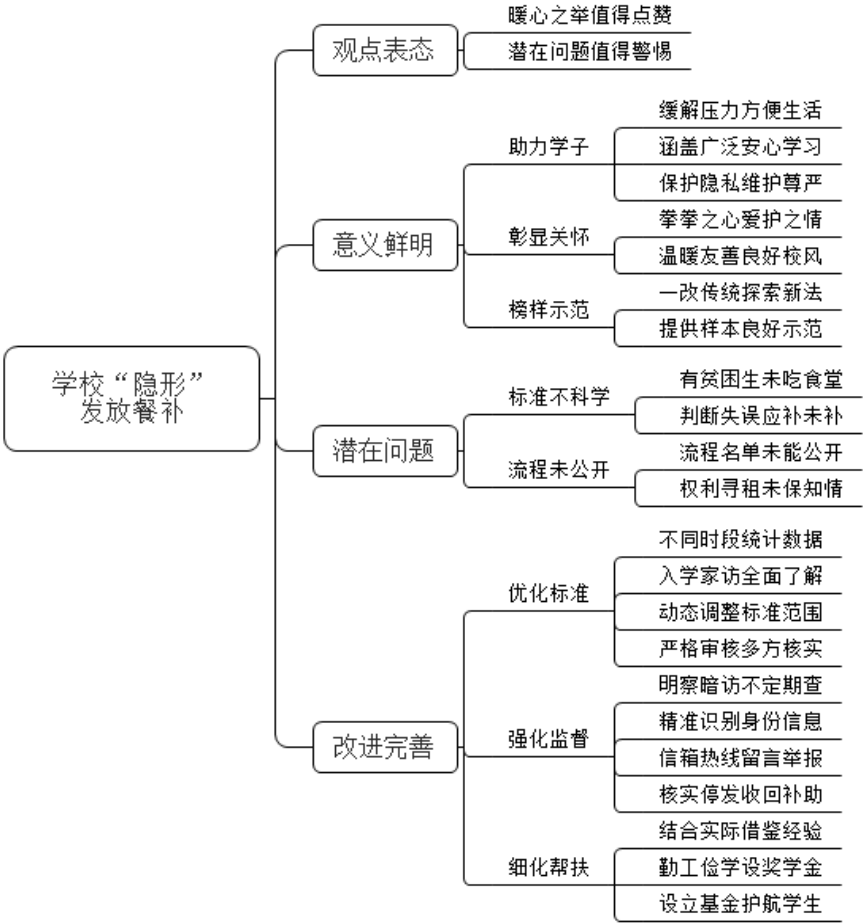 学校“隐形”
发放餐补
观点表态
暖心之举值得点赞
潜在问题值得警惕
意义鲜明
助力学子
缓解压力方便生活
涵盖广泛安心学习
保护隐私维护尊严
彰显关怀
拳拳之心爱护之情
温暖友善良好校风
榜样示范
一改传统探索新法
提供样本良好示范
潜在问题
标准不科学
有贫困生未吃食堂
判断失误应补未补
流程未公开
流程名单未能公开
权利寻租未保知情
改进完善
优化标准
不同时段统计数据
入学家访全面了解
动态调整标准范围
严格审核多方核实
强化监督
明察暗访不定期查
精准识别身份信息
信箱热线留言举报
核实停发收回补助
细化帮扶
结合实际借鉴经验
勤工俭学设奖学金
设立基金护航学生